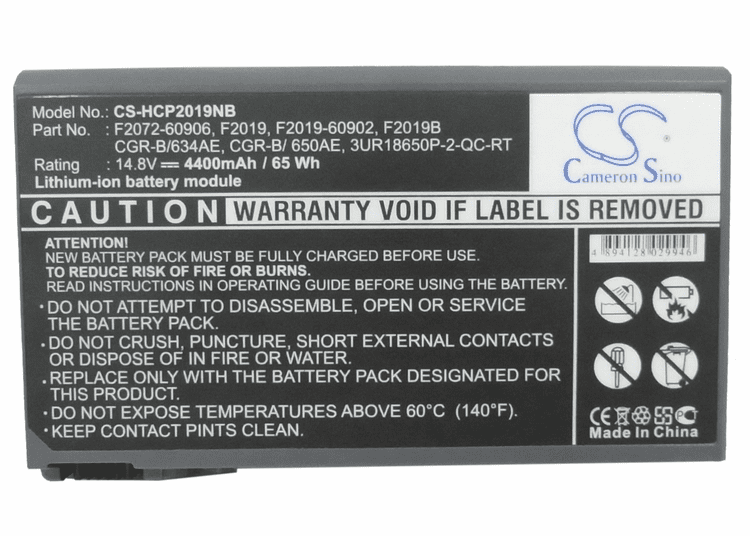 Model No.: CS-HCP2019NB
Part No. : F2072-60906, F2019, F2019-60902, F2019B
CGR-B/634AE, CGR-B/ 650AE, 3UR18650P-2-QC-RT
Rating : 14.8V 4400mAh / 65 Wh
Lithium-ion battery module
CS
Cameron Sino
CAUTION WARRANTY VOID IF LABEL IS REMOVED
ATTENTION!
NEW BATTERY PACK MUST BE FULLY CHARGED BEFORE USE.
TO REDUCE RISK OF FIRE OR BURNS.
READ INSTRUCTIONS IN OPERATING GUIDE BEFORE USING THE BATTERY.
•DO NOT ATTEMPT TO DISASSEMBLE, OPEN OR SERVICE
THE BATTERY PACK.
•DO NOT CRUSH, PUNCTURE, SHORT EXTERNAL CONTACTS
OR DISPOSE OF IN FIRE OR WATER.
•REPLACE ONLY WITH THE BATTERY PACK DESIGNATED FOR
THIS PRODUCT.
•DO NOT EXPOSE TEMPERATURES ABOVE 60°C (140°F).
•KEEP CONTACT PINTS CLEAN.
4 894128 029946
CE
Made In China